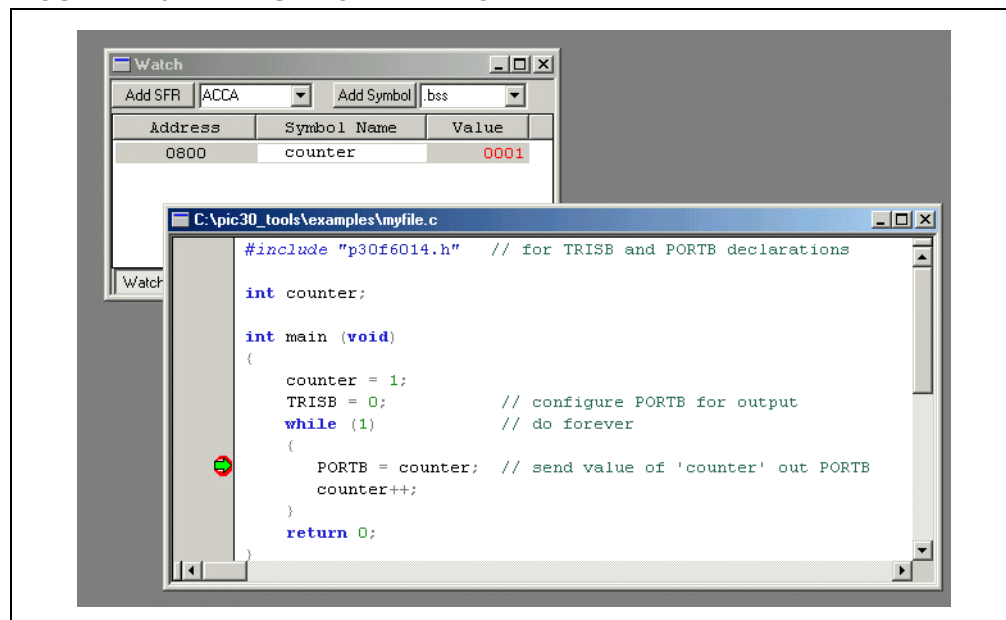 Watch
Add SFR ACCA Add Symbol .bss
Address Symbol Name Value
0800 counter 0001
Watch
C:\pic30_tools\examples\myfile.c
#include "p30f6014.h" // for TRISB and PORTB declarations
int counter;
int main (void)
{
counter = 1;
TRISB = 0; // configure PORTB for output
while (1) // do forever
{
PORTB = counter; // send value of 'counter' out PORTB
counter++;
}
return 0;
}